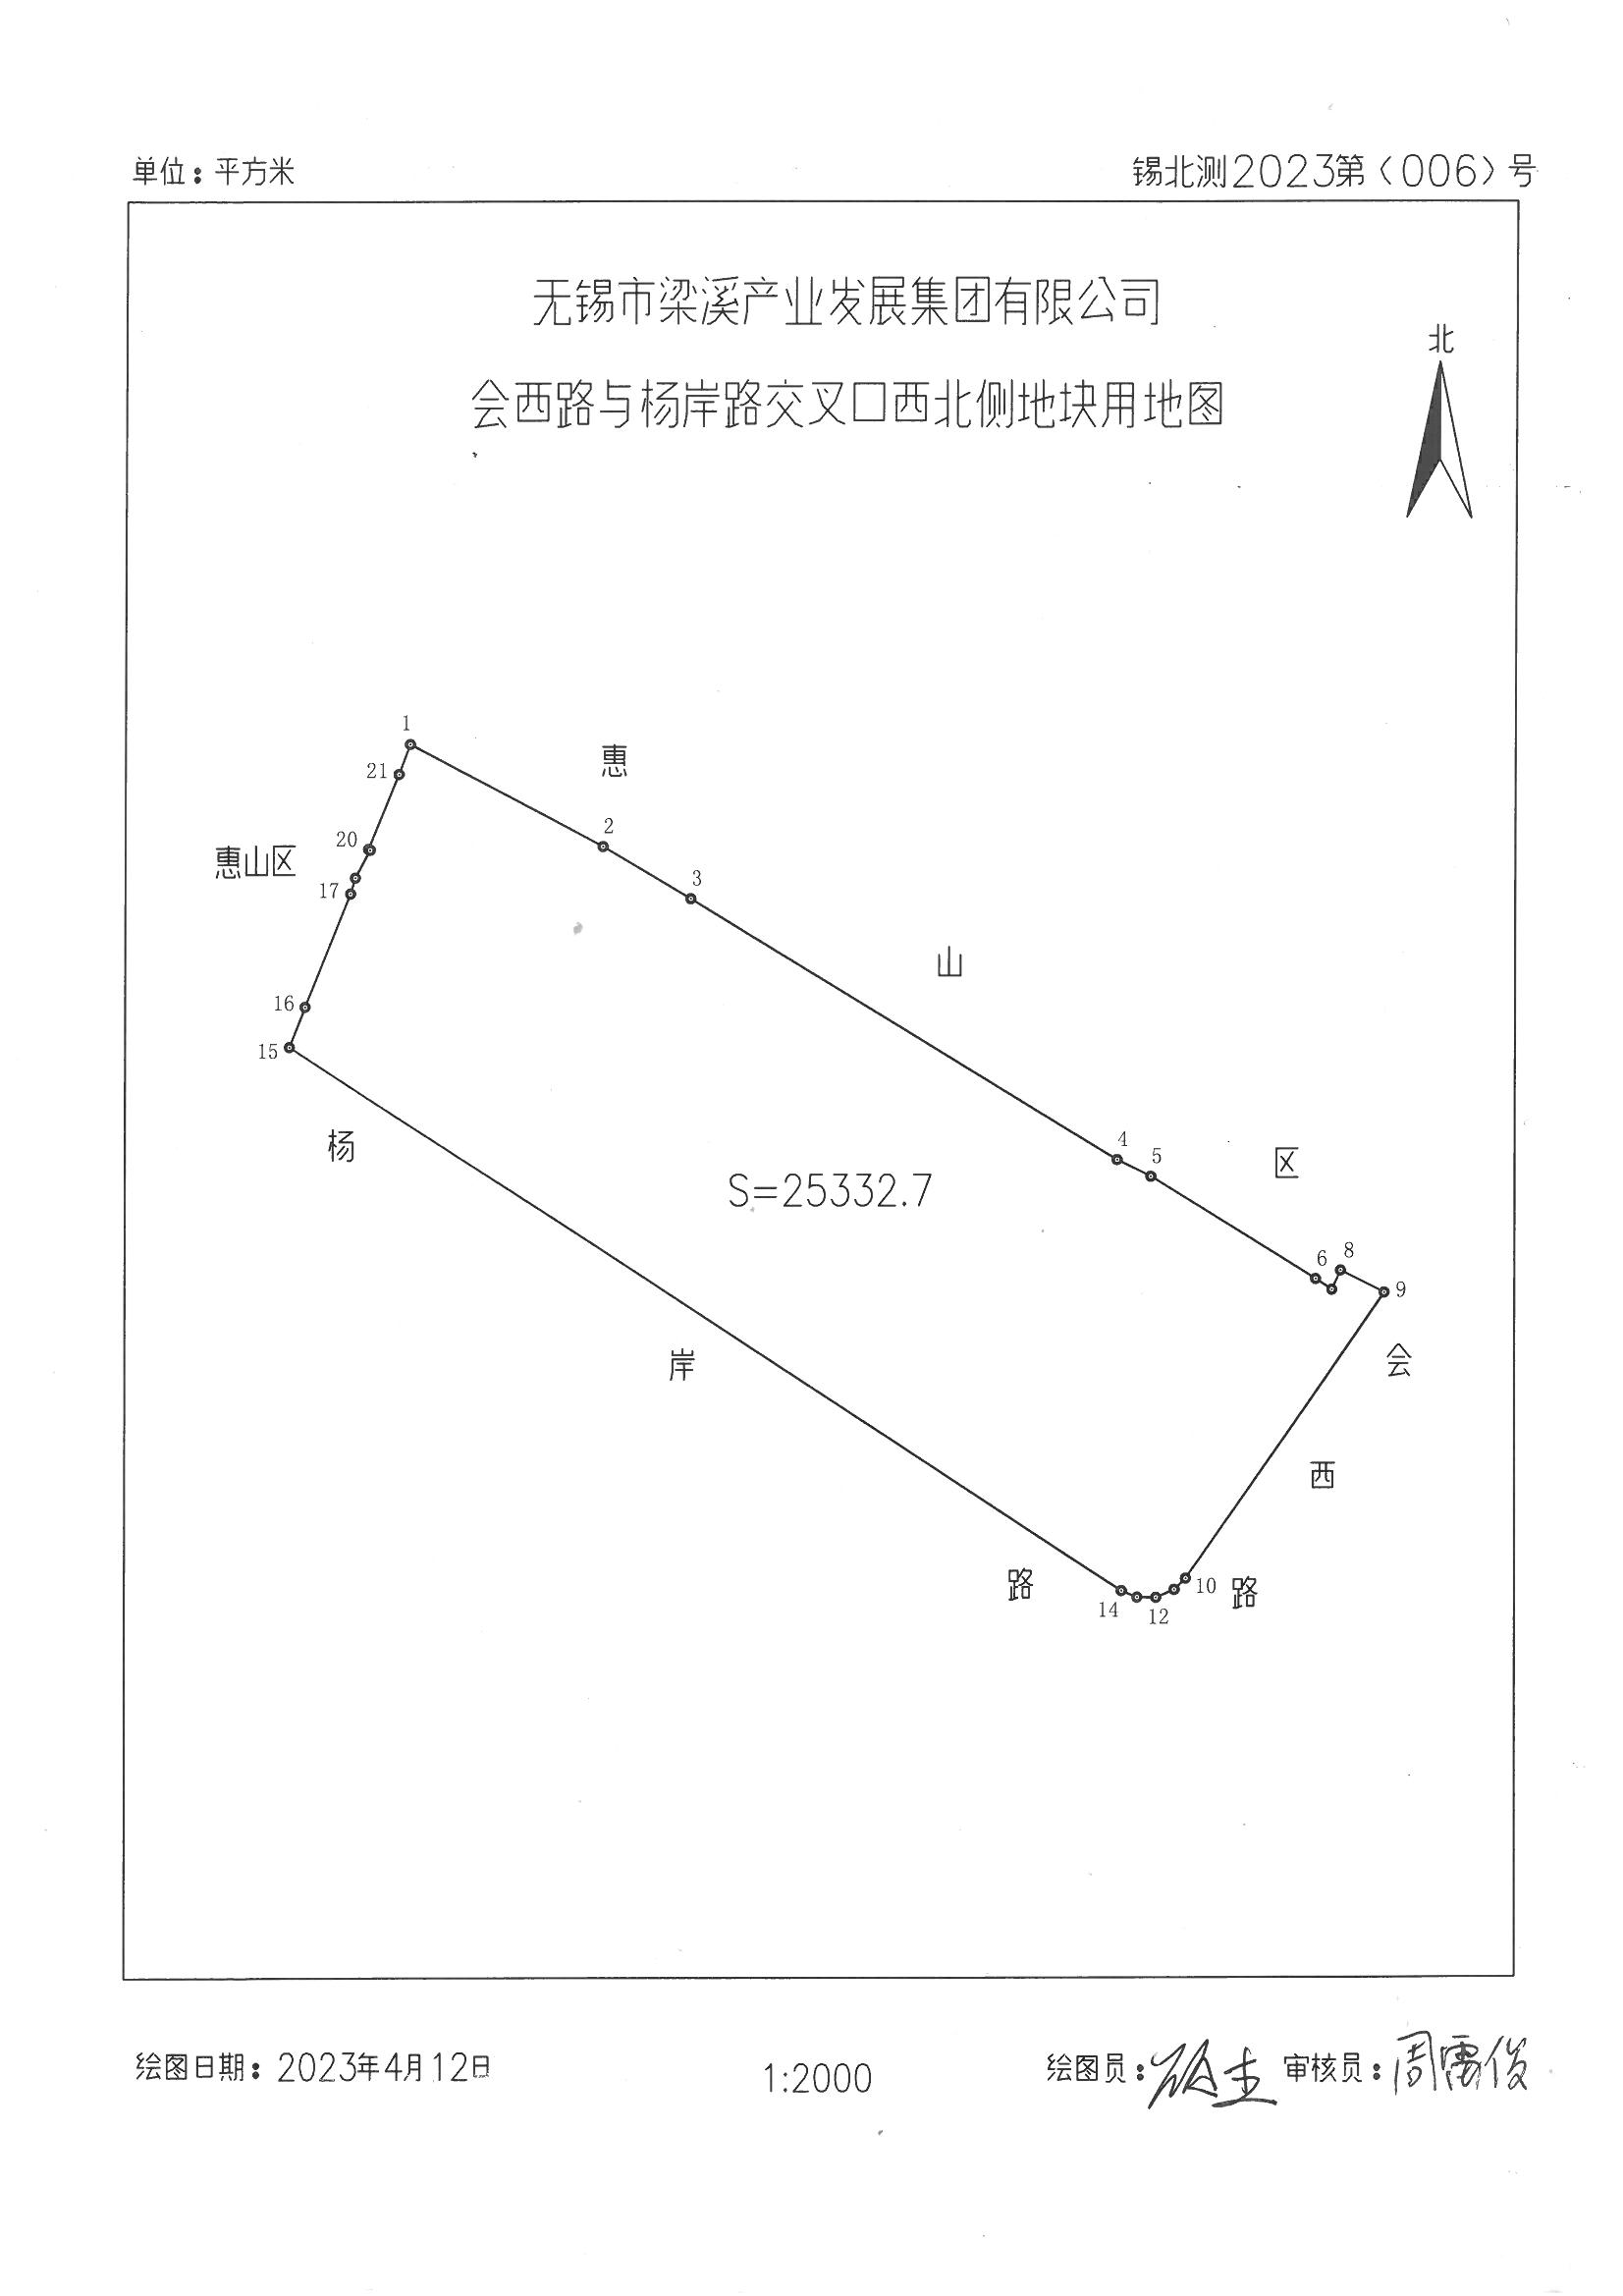 单位：平方米
锡北测2023第〈006〉号
无锡市梁溪产业发展集团有限公司
会西路与杨岸路交叉口西北侧地块用地图
北
1
惠
21
2
20
惠山区
3
17
山
16
15
4
杨
5
区
S=25332.7
6
8
9
岸
会
西
路
10
路
14
12
绘图日期：2023年4月12日
1:2000
绘图员：
审核员：周雷俊